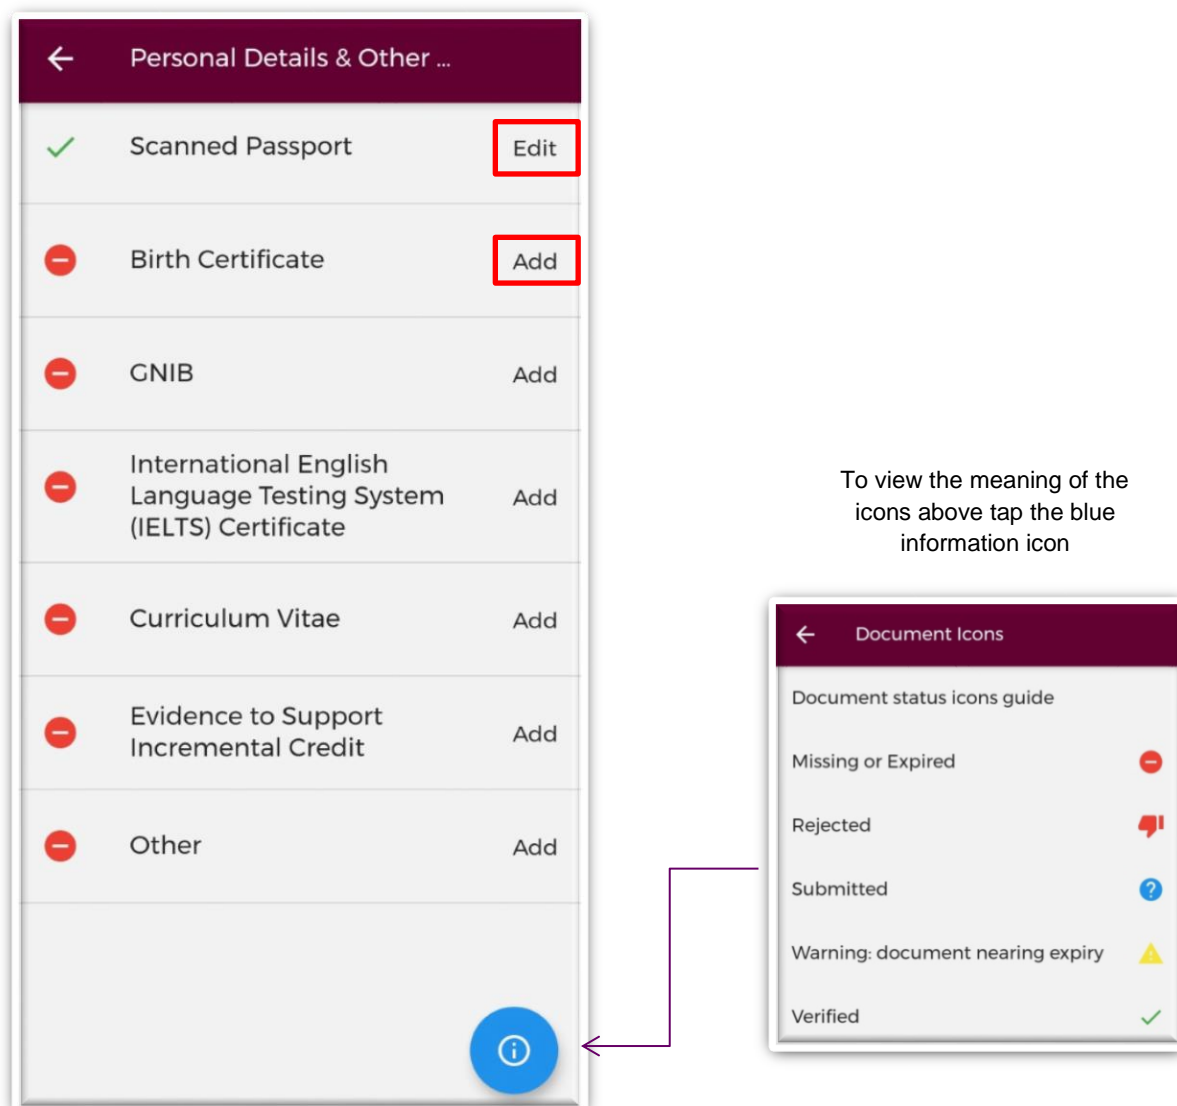 Personal Details & Other ...
Scanned Passport
Edit
Birth Certificate
Add
GNIB
Add
International English
Language Testing System
(IELTS) Certificate
Add
Curriculum Vitae
Add
Evidence to Support
Incremental Credit
Add
Other
Add
To view the meaning of the
icons above tap the blue
information icon
Document Icons
Document status icons guide
Missing or Expired
Rejected
Submitted
Warning: document nearing expiry
Verified